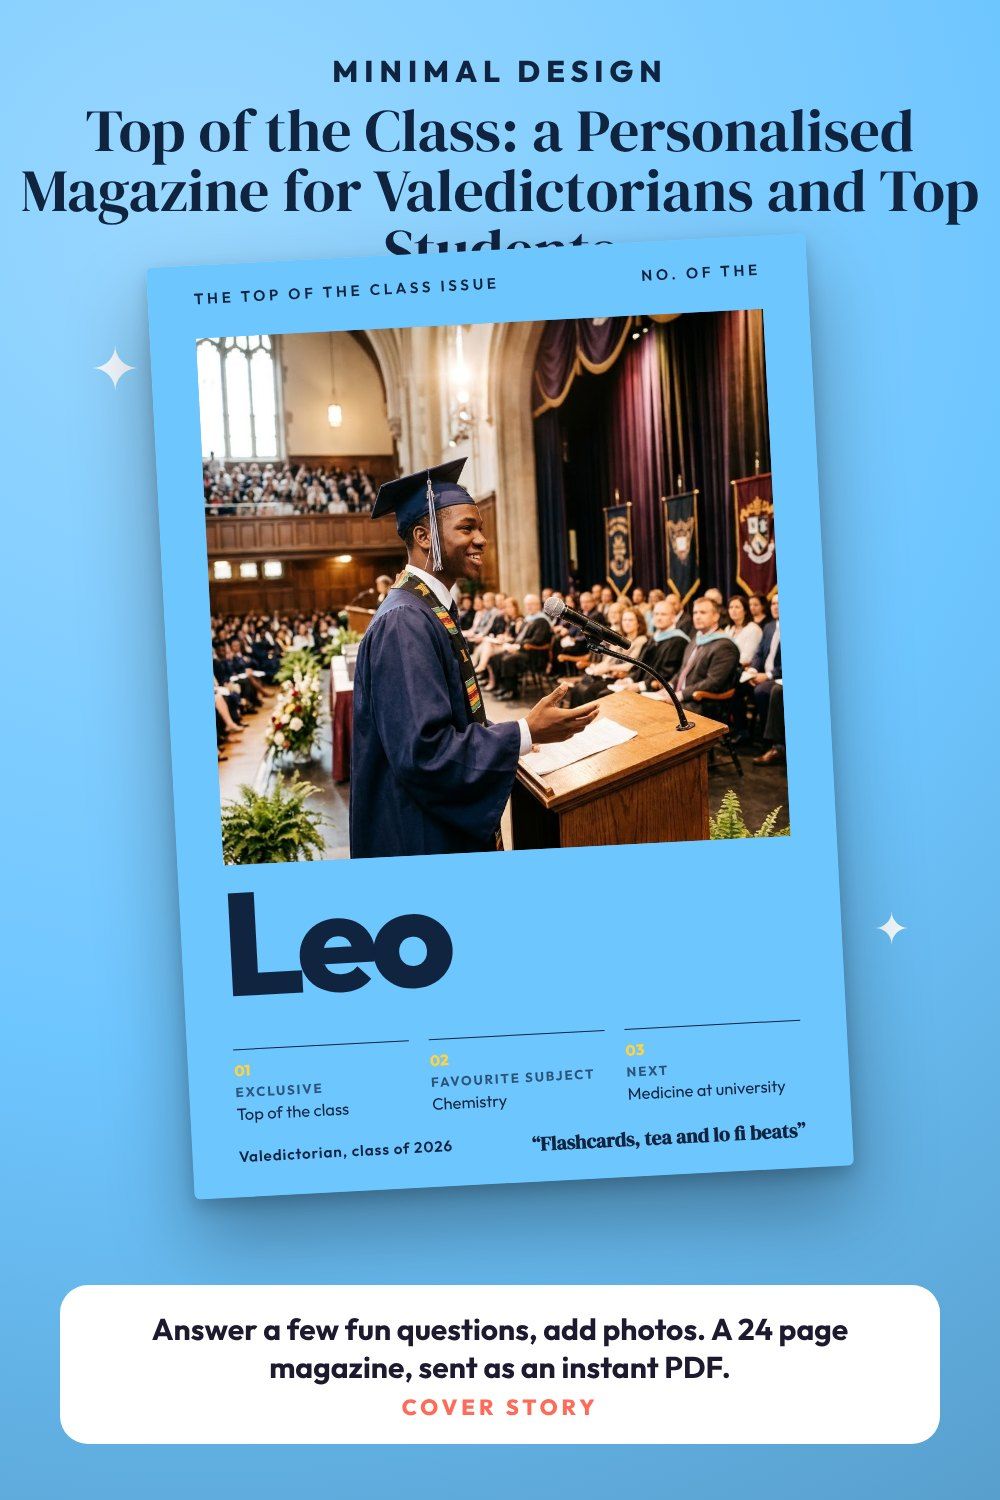 MINIMAL DESIGN
Top of the Class: a Personalised
Magazine for Valedictorians and Top
Students
THE TOP OF THE CLASS ISSUE
NO. OF THE
Leo
01
EXCLUSIVE
Top of the class
02
FAVOURITE SUBJECT
Chemistry
03
NEXT
Medicine at university
Valedictorian, class of 2026
“Flashcards, tea and lo fi beats”
Answer a few fun questions, add photos. A 24 page
magazine, sent as an instant PDF.
COVER STORY